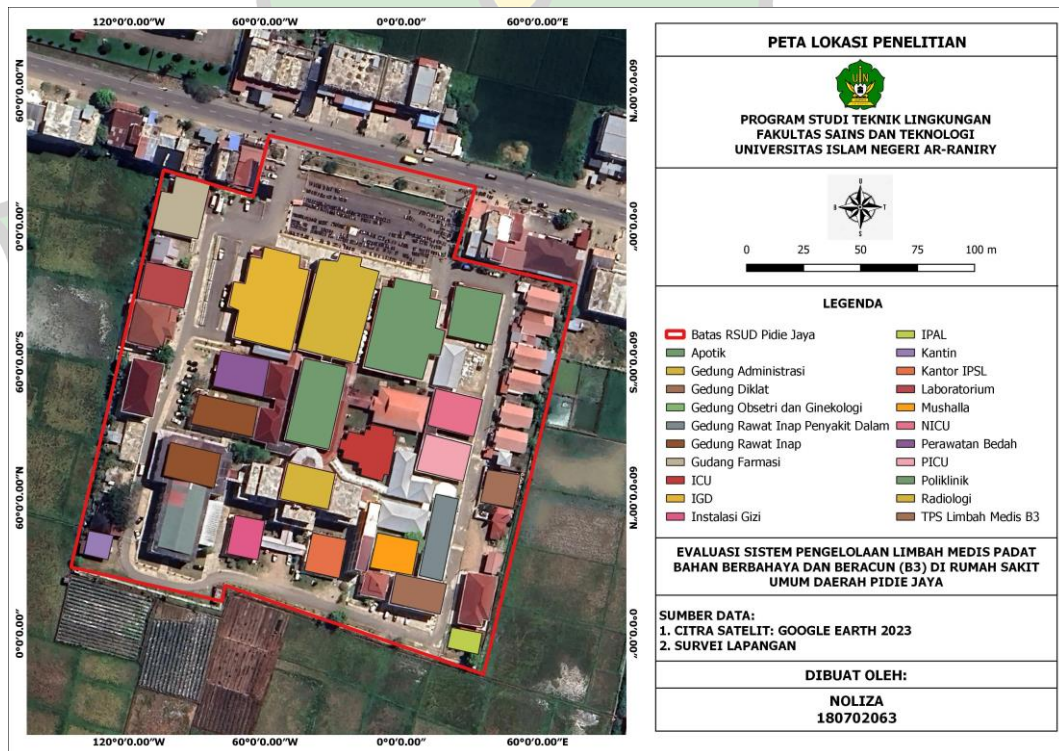 120°0'0.00"W 60°0'0.00"W 0°0'0.00" 60°0'0.00"E
60°0'0.00"N
0°0'0.00"
60°0'0.00"S
60°0'0.00"N
0°0'0.00"
60°0'0.00"N
0°0'0.00"
60°0'0.00"S
60°0'0.00"N
0°0'0.00"
120°0'0.00"W 60°0'0.00"W 0°0'0.00" 60°0'0.00"E
PETA LOKASI PENELITIAN
UIN
PROGRAM STUDI TEKNIK LINGKUNGAN
FAKULTAS SAINS DAN TEKNOLOGI
UNIVERSITAS ISLAM NEGERI AR-RANIRY
U
B T
S
0 25 50 75 100 m
LEGENDA
Batas RSUD Pidie Jaya
Apotik
Gedung Administrasi
Gedung Diklat
Gedung Obsetri dan Ginekologi
Gedung Rawat Inap Penyakit Dalam
Gedung Rawat Inap
Gudang Farmasi
ICU
IGD
Instalasi Gizi
IPAL
Kantin
Kantor IPSL
Laboratorium
Mushalla
NICU
Perawatan Bedah
PICU
Poliklinik
Radiologi
TPS Limbah Medis B3
EVALUASI SISTEM PENGELOLAAN LIMBAH MEDIS PADAT
BAHAN BERBAHAYA DAN BERACUN (B3) DI RUMAH SAKIT
UMUM DAERAH PIDIE JAYA
SUMBER DATA:
1. CITRA SATELIT: GOOGLE EARTH 2023
2. SURVEI LAPANGAN
DIBUAT OLEH:
NOLIZA
180702063